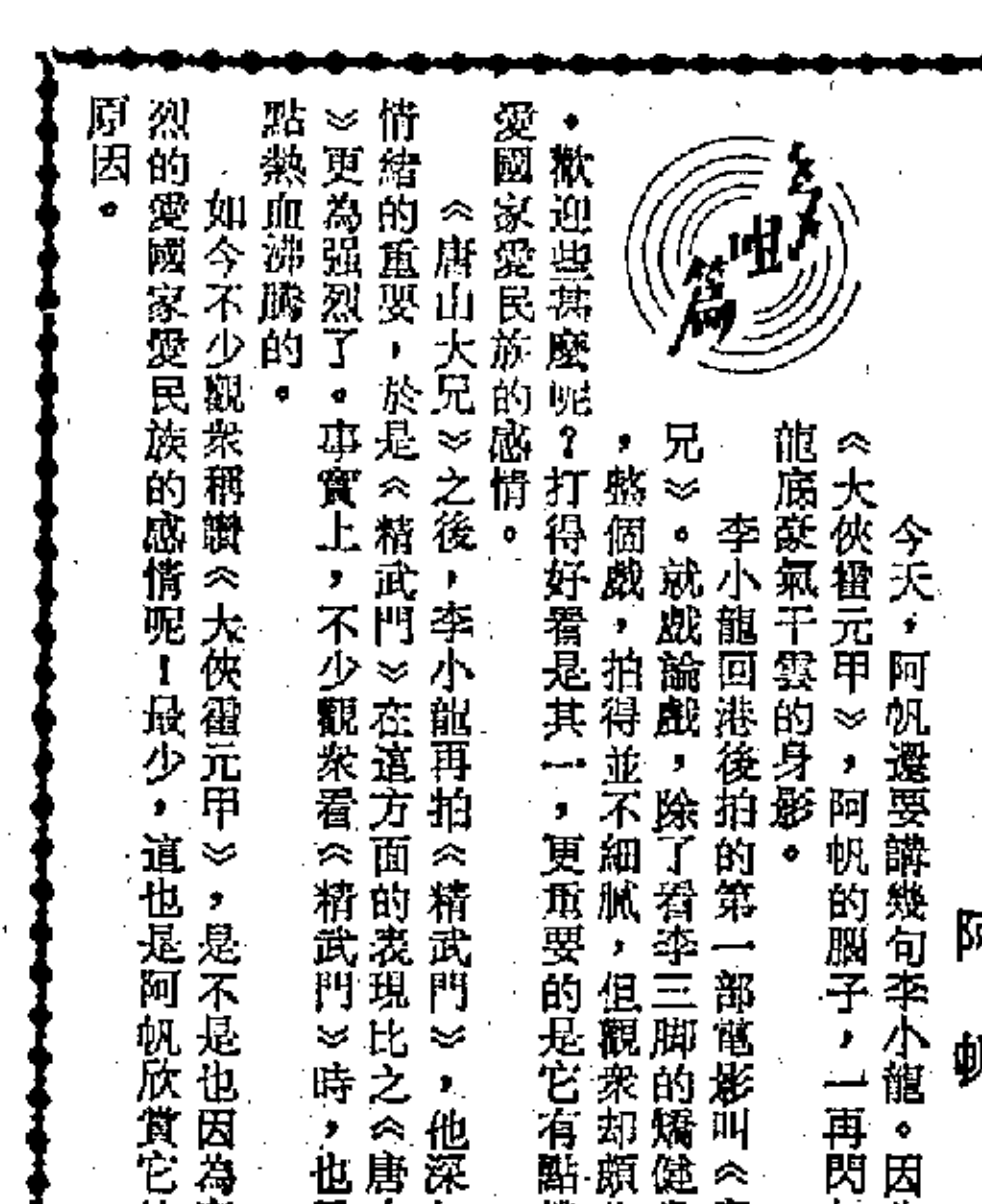 阿帆
今天，阿帆還要講幾句李小龍。因
《大俠霍元甲》，阿帆的腦子，一再閃
龍底豪氣干雲的身影。
李小龍回港後拍的第一部電影叫《
兄》。就戲論戲，除了看李三脚的矯健
，整個戲，拍得並不細膩，但觀衆却頗
，歡迎些甚麼呢？打得好看是其一，更重要的是它有點
愛國家愛民族的感情。
《唐山大兄》之後，李小龍再拍《精武門》，他深
情緒的重要，於是《精武門》在這方面的表現比之《唐
》更為强烈了。事實上，不少觀衆看《精武門》時，也
點熱血沸騰的。
如今不少觀衆稱讚《大俠霍元甲》，是不是也因為
烈的愛國家愛民族的感情呢！最少，這也是阿帆欣賞它
原因。